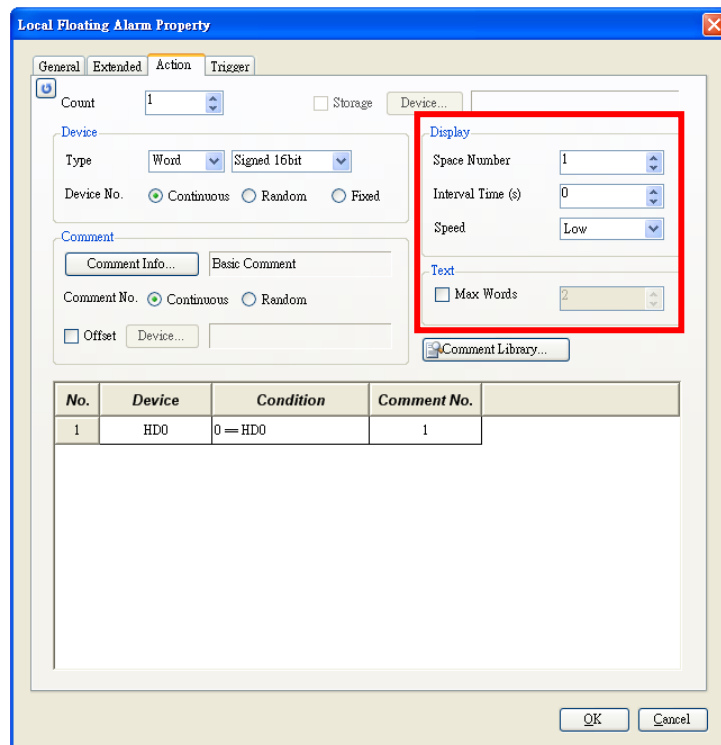 Local Floating Alarm Property
General Extended Action Trigger
Count 1 Storage Device...
Device
Type Word Signed 16bit
Device No. Continuous Random Fixed
Display
Space Number 1
Interval Time (s) 0
Speed Low
Comment
Comment Info... Basic Comment
Comment No. Continuous Random
Offset Device...
Text
Max Words 2
Comment Library...
No. Device Condition Comment No.
1 HD0 0 == HD0 1
OK Cancel